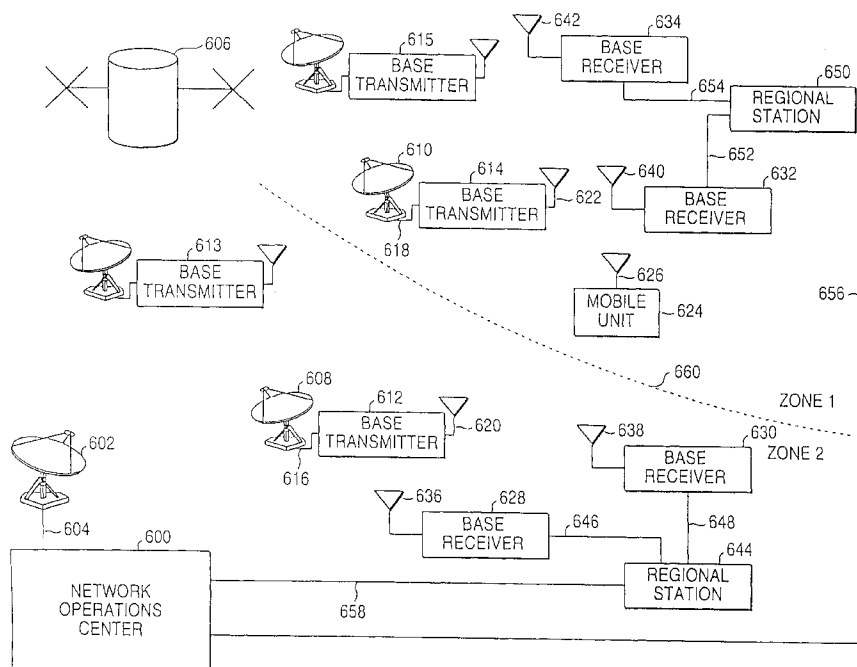 606
615
BASE
TRANSMITTER
642
634
BASE
RECEIVER
654
650
REGIONAL
STATION
652
610
614
BASE
TRANSMITTER
622
618
640
632
BASE
RECEIVER
613
BASE
TRANSMITTER
626
MOBILE
UNIT
624
656
660
ZONE 1
608
612
BASE
TRANSMITTER
620
616
602
604
638
630
BASE
RECEIVER
ZONE 2
636
628
BASE
RECEIVER
646
648
644
REGIONAL
STATION
600
NETWORK
OPERATIONS
CENTER
658